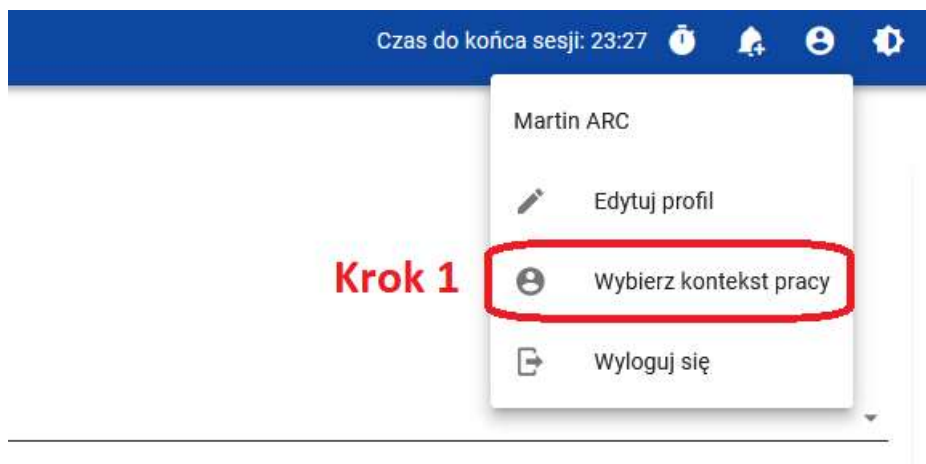 Czas do końca sesji: 23:27
Martin ARC
Edytuj profil
Krok 1
Wybierz kontekst pracy
Wyloguj się